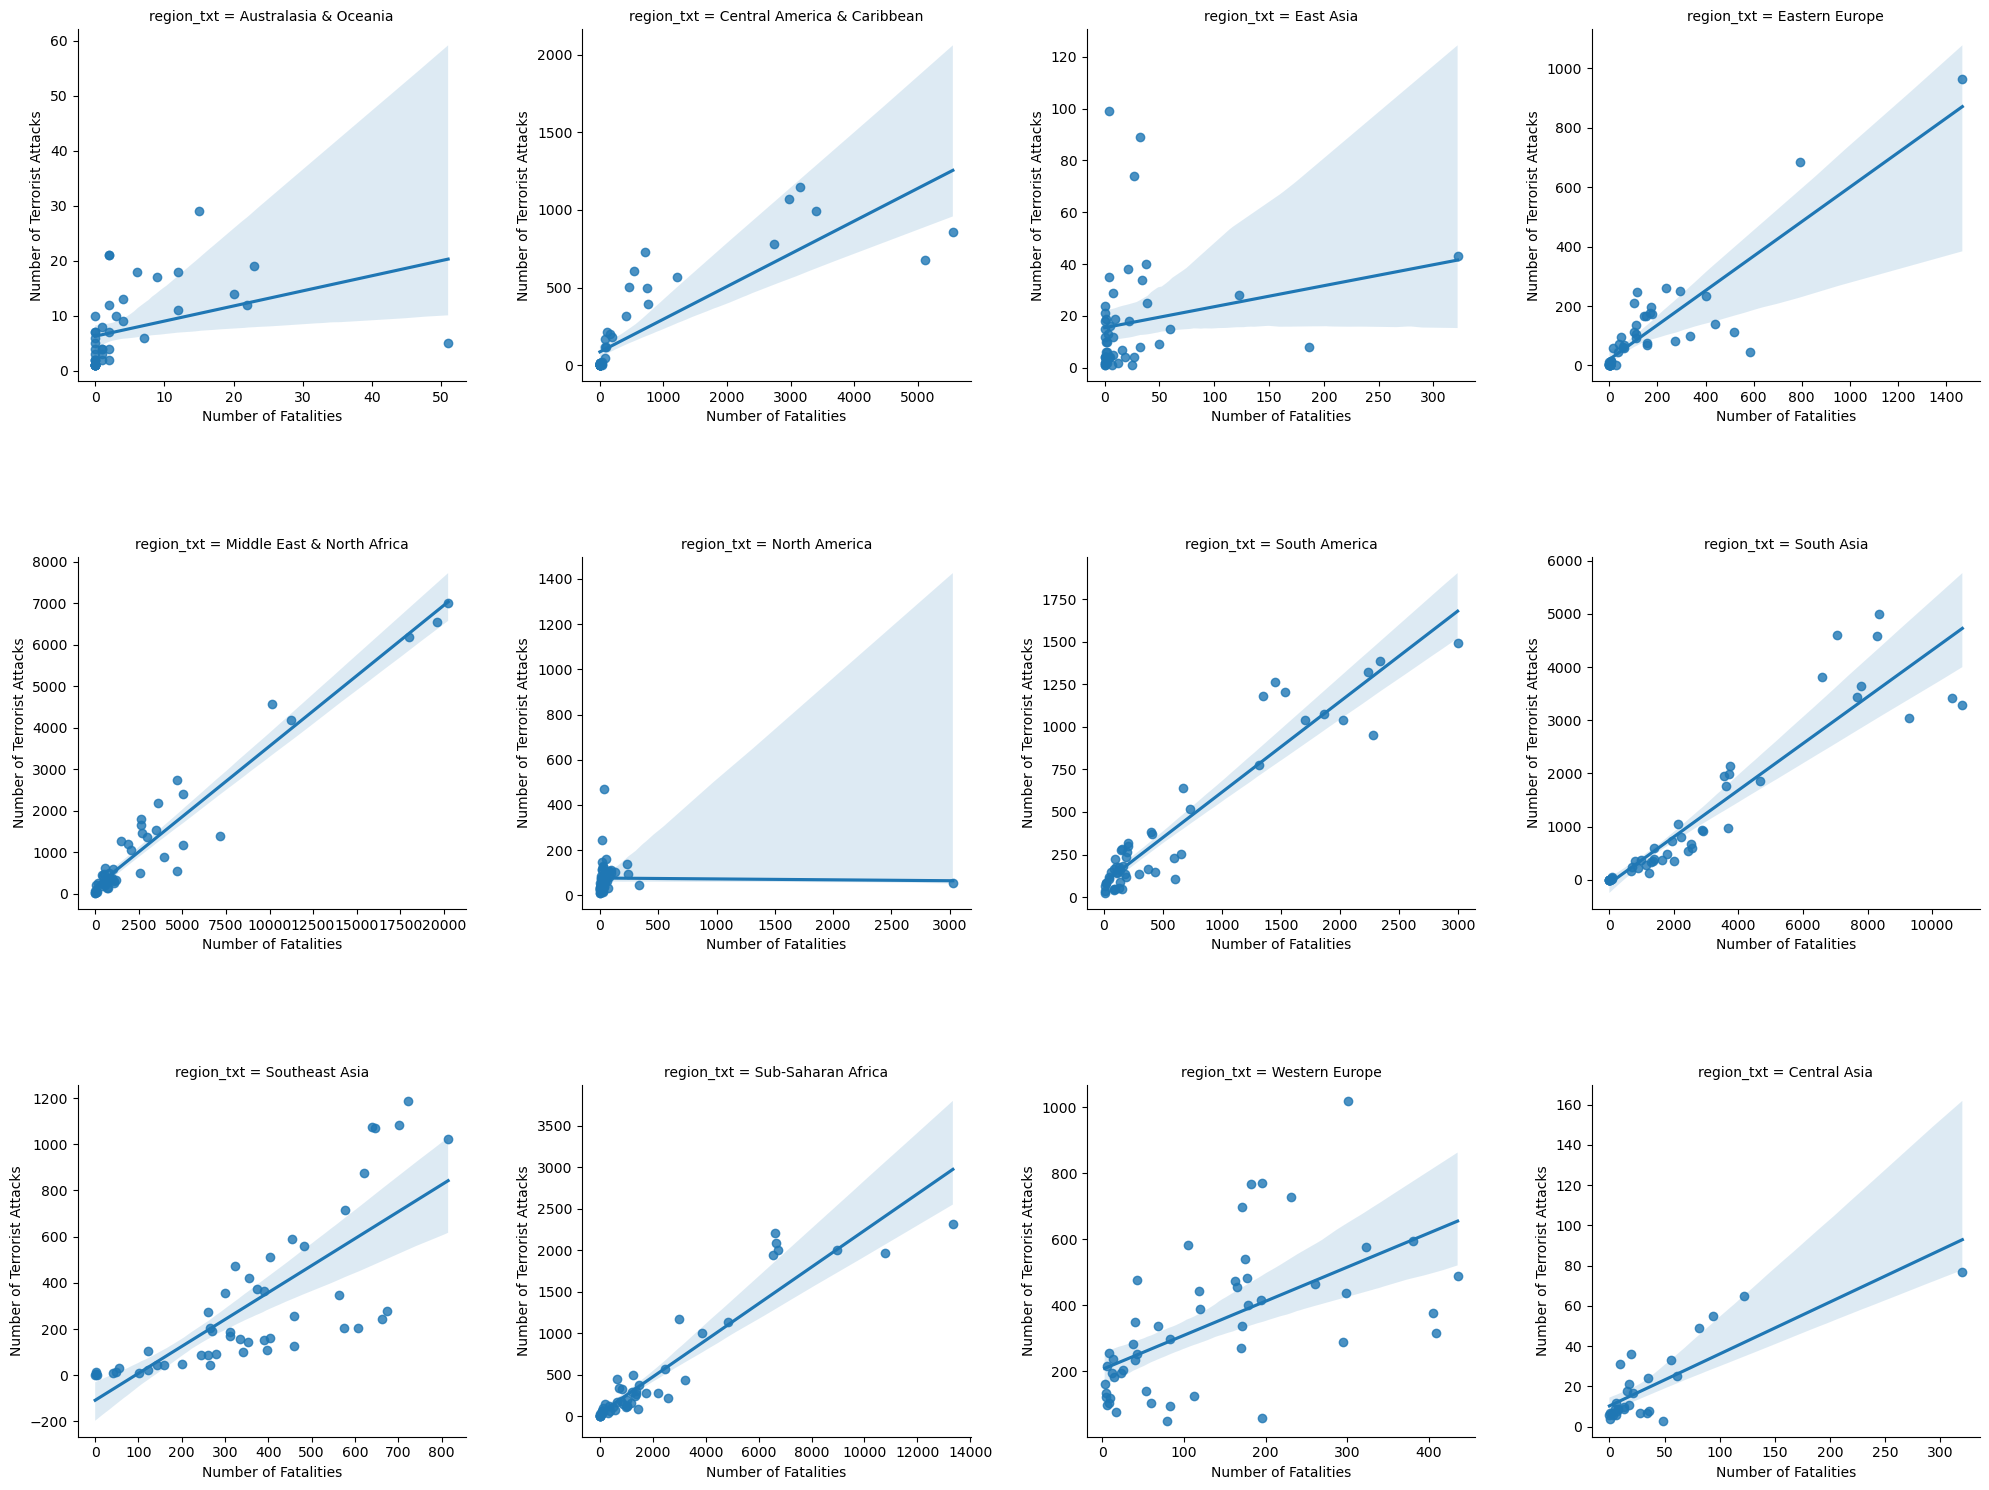 region_txt = Australasia & Oceania
60
50
40
30
20
10
0
Number of Terrorist Attacks
0 10 20 30 40 50
Number of Fatalities
region_txt = Central America & Caribbean
2000
1500
1000
500
0
Number of Terrorist Attacks
0 1000 2000 3000 4000 5000
Number of Fatalities
region_txt = East Asia
120
100
80
60
40
20
0
Number of Terrorist Attacks
0 50 100 150 200 250 300
Number of Fatalities
region_txt = Eastern Europe
1000
800
600
400
200
0
Number of Terrorist Attacks
0 200 400 600 800 1000 1200 1400
Number of Fatalities
region_txt = Middle East & North Africa
8000
7000
6000
5000
4000
3000
2000
1000
0
Number of Terrorist Attacks
0 2500 5000 7500 10000 12500 15000 17500 20000
Number of Fatalities
region_txt = North America
1400
1200
1000
800
600
400
200
0
Number of Terrorist Attacks
0 500 1000 1500 2000 2500 3000
Number of Fatalities
region_txt = South America
1750
1500
1250
1000
750
500
250
0
Number of Terrorist Attacks
0 500 1000 1500 2000 2500 3000
Number of Fatalities
region_txt = South Asia
6000
5000
4000
3000
2000
1000
0
Number of Terrorist Attacks
0 2000 4000 6000 8000 10000
Number of Fatalities
region_txt = Southeast Asia
1200
1000
800
600
400
200
0
−200
Number of Terrorist Attacks
0 100 200 300 400 500 600 700 800
Number of Fatalities
region_txt = Sub-Saharan Africa
3500
3000
2500
2000
1500
1000
500
0
Number of Terrorist Attacks
0 2000 4000 6000 8000 10000 12000 14000
Number of Fatalities
region_txt = Western Europe
1000
800
600
400
200
Number of Terrorist Attacks
0 100 200 300 400
Number of Fatalities
region_txt = Central Asia
160
140
120
100
80
60
40
20
0
Number of Terrorist Attacks
0 50 100 150 200 250 300
Number of Fatalities